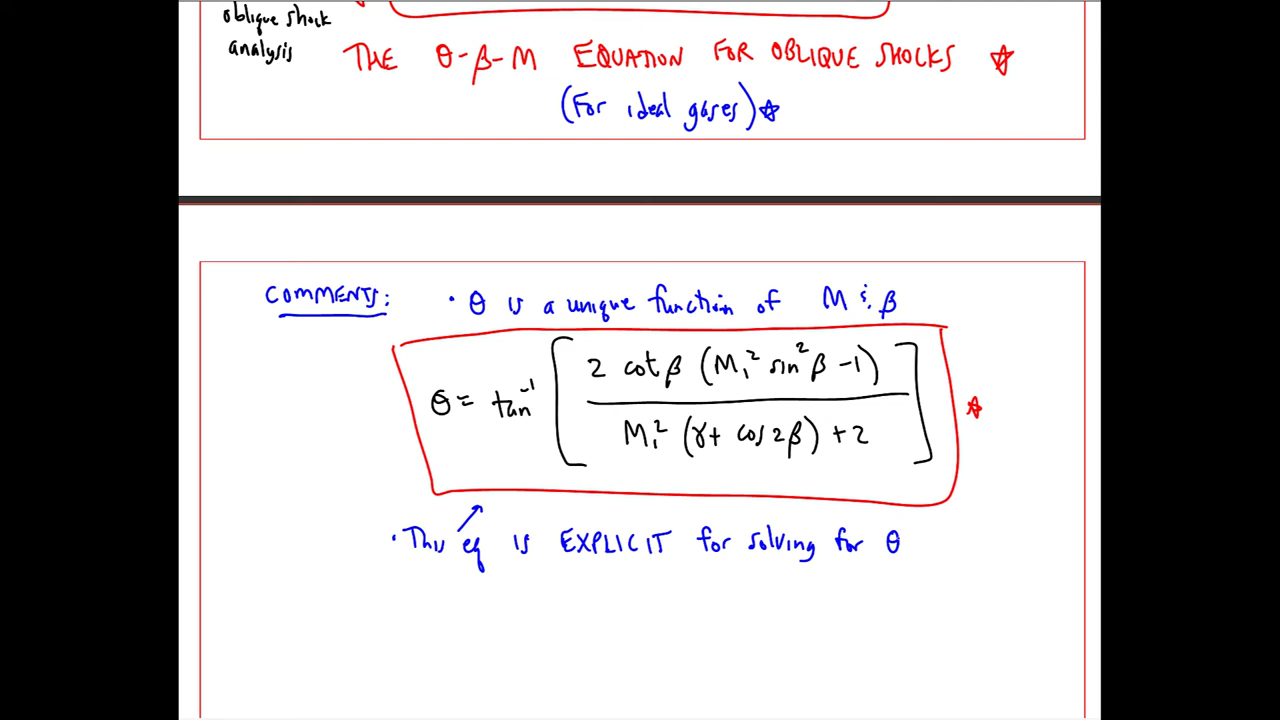 oblique shock
analysis
THE θ-β-M EQUATION FOR OBLIQUE SHOCKS ☆
(For ideal gases) ☆
COMMENTS: • θ is a unique function of M & β
θ = tan⁻¹ [ 2 cot β (M₁² sin² β - 1) / M₁² (γ + cos 2β) + 2 ] ☆
• This eq is EXPLICIT for solving for θ